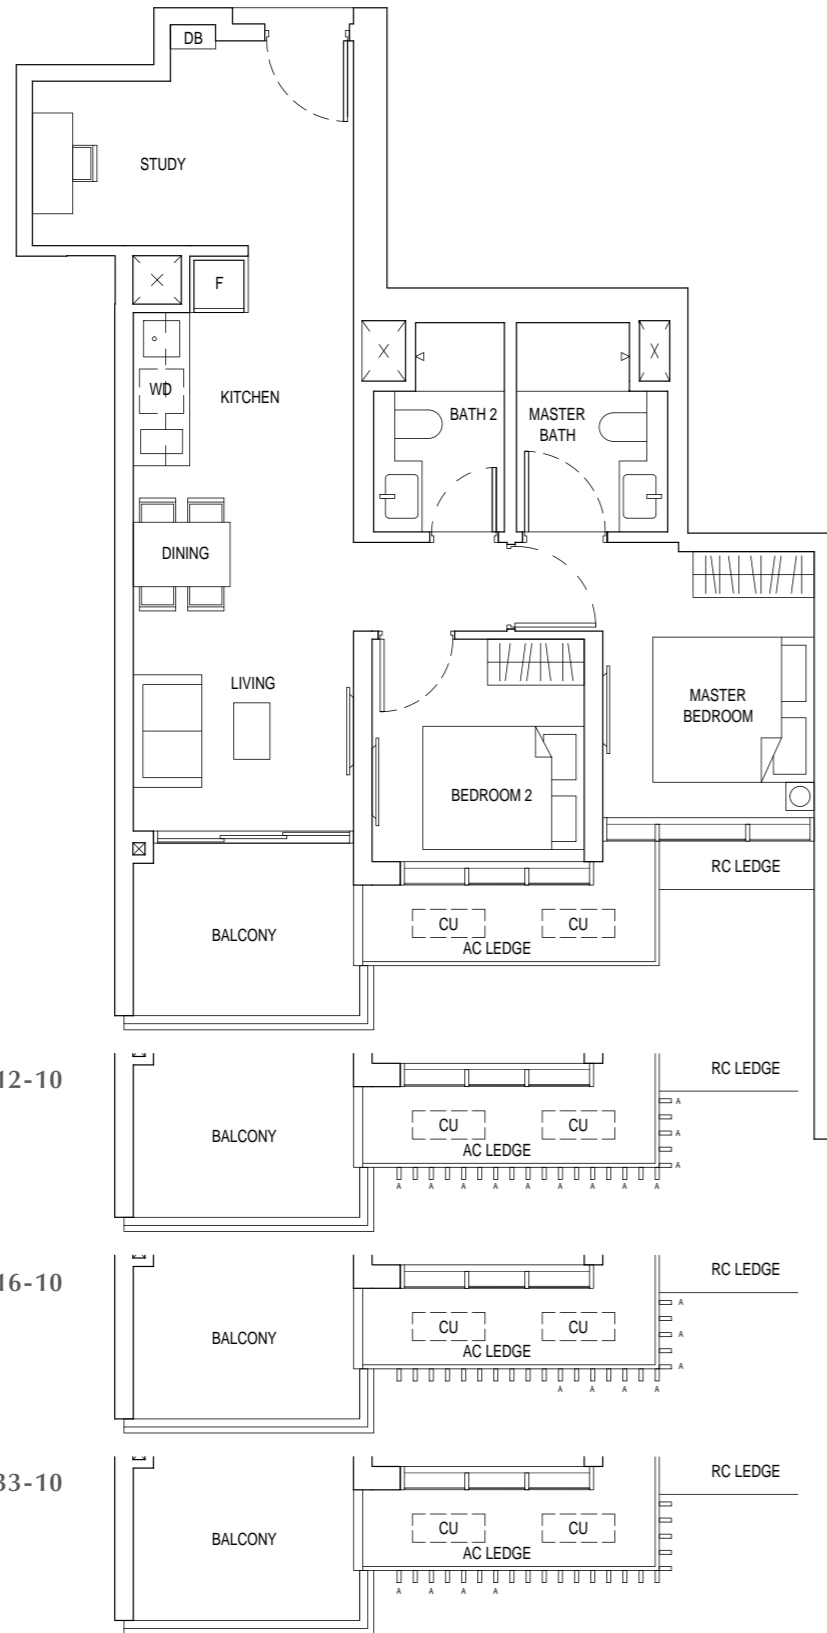 DB
STUDY
F
WD
KITCHEN
BATH 2
MASTER
BATH
DINING
LIVING
MASTER
BEDROOM
BEDROOM 2
RC LEDGE
CU
CU
BALCONY
AC LEDGE
RC LEDGE
12-10
A
CU
CU
A
BALCONY
AC LEDGE
A
A A A A A A A A A
RC LEDGE
16-10
A
CU
CU
A
BALCONY
AC LEDGE
A
A A A A
RC LEDGE
33-10
CU
CU
BALCONY
AC LEDGE
A A A A